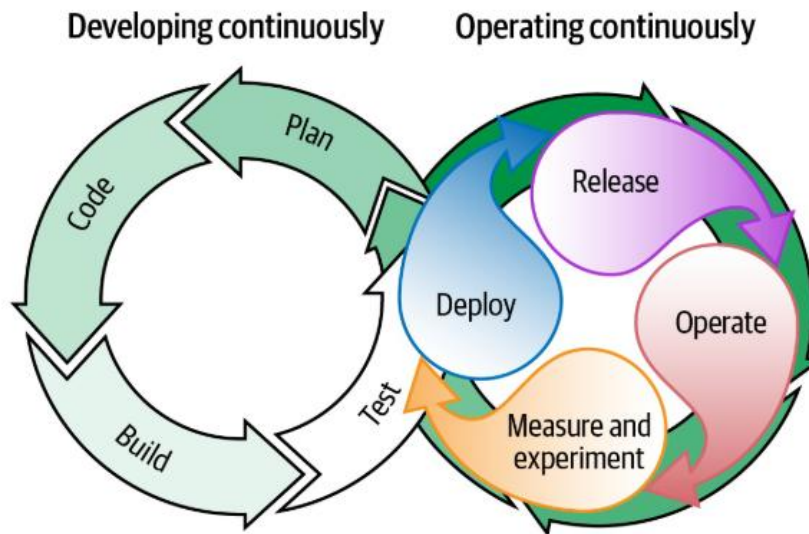 Developing continuously
Operating continuously
Plan
Code
Build
Test
Deploy
Release
Operate
Measure and
experiment